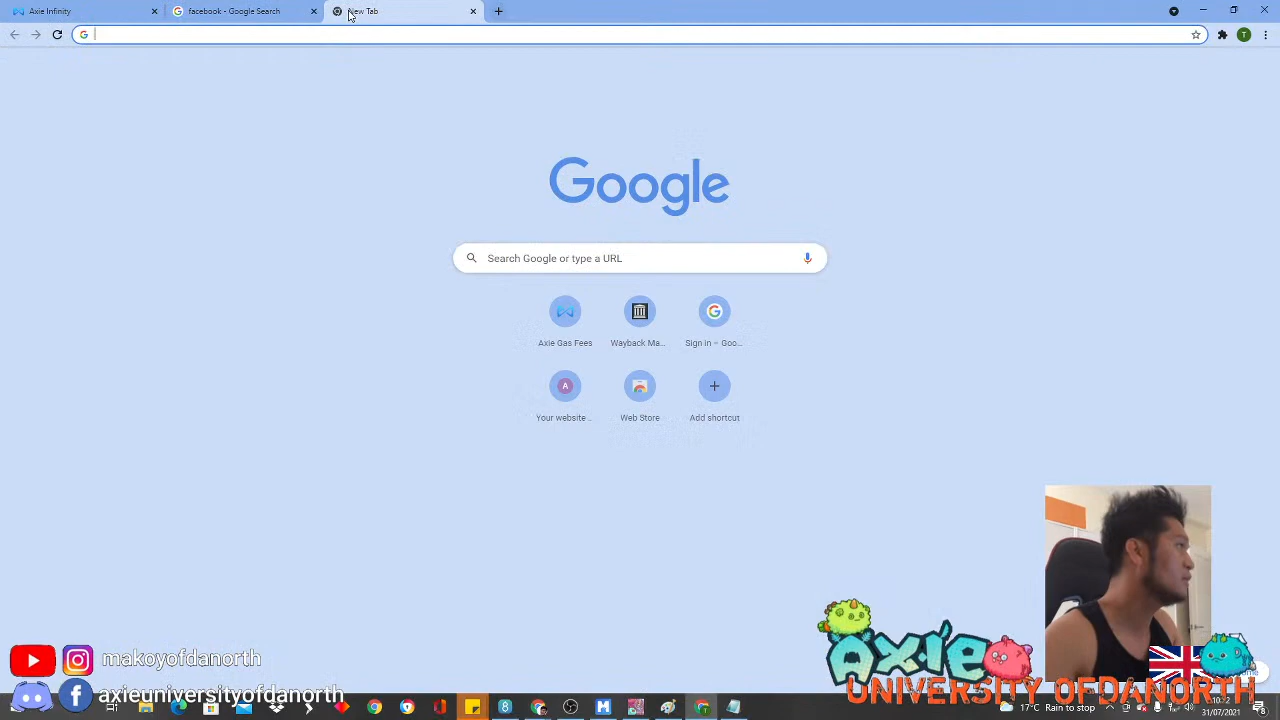 Axie Infinity
facebook - Google Search
New Tab
T
Google
Search Google or type a URL
Axie Gas Fees
Wayback Ma...
Sign in – Goo...
A
Your website ...
Web Store
Add shortcut
makoyofdanorth
axieuniversityofdanorth
Axie
UNIVERSITY OFDANORTH
17°C Rain to stop
10:22
31/07/2021